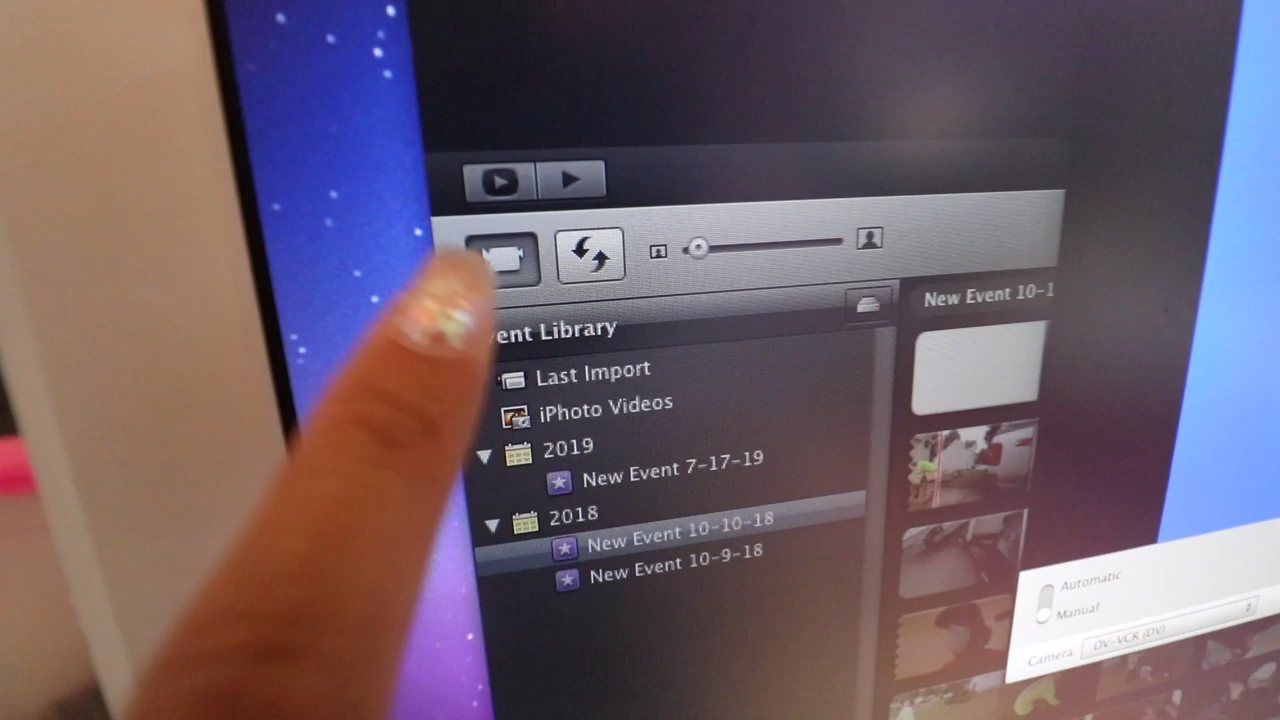 ent Library
New Event 10-1
Last Import
iPhoto Videos
2019
New Event 7-17-19
2018
New Event 10-10-18
New Event 10-9-18
Automatic
Manual
Camera DV-VCR (DV)